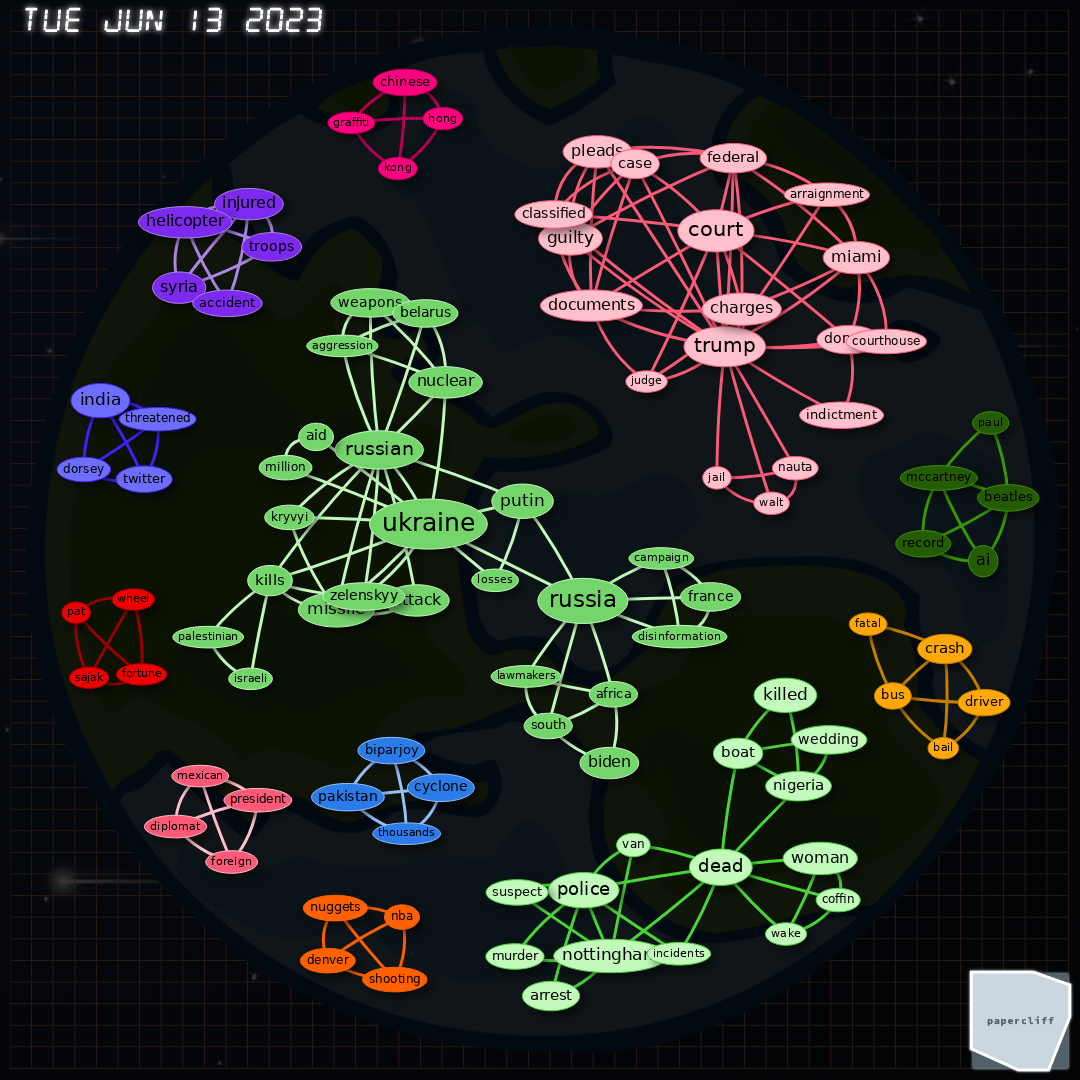 TUE JUN 13 2023
chinese
graffiti
hong
kong
pleads
case
federal
arraignment
classified
guilty
court
miami
documents
charges
trump
courthouse
judge
indictment
jail
nauta
walt
injured
helicopter
troops
syria
accident
weapons
belarus
aggression
nuclear
india
threatened
dorsey
twitter
aid
russian
million
putin
kryvyi
ukraine
kills
zelenskyy
losses
palestinian
israeli
paul
mccartney
beatles
record
ai
campaign
russia
france
disinformation
lawmakers
africa
south
biden
pat
wheel
sajak
fortune
fatal
crash
bus
driver
bail
killed
boat
wedding
nigeria
mexican
president
diplomat
foreign
biparjoy
pakistan
cyclone
thousands
van
dead
woman
suspect
police
coffin
wake
murder
incidents
arrest
nuggets
nba
denver
shooting
papercliff